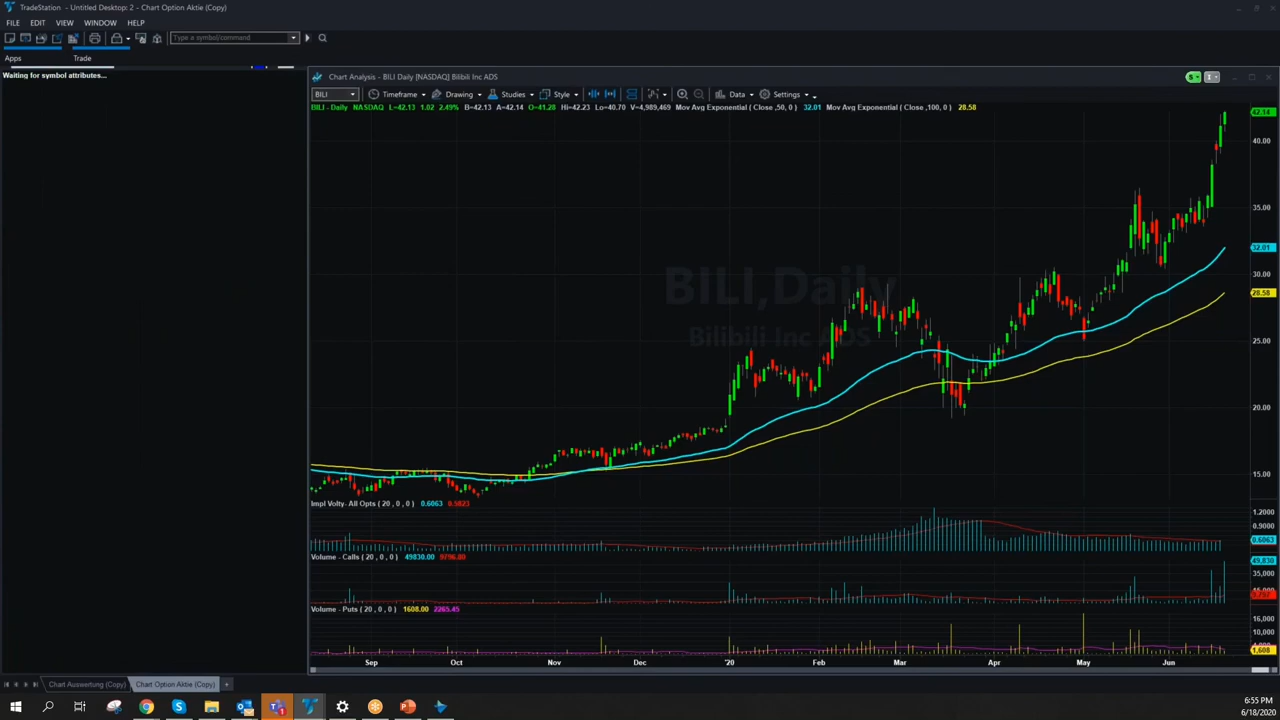 TradeStation - Untitled Desktop: 2 - Chart Option Aktie (Copy)
FILE EDIT VIEW WINDOW HELP
Type a symbol/command
Apps Trade
Waiting for symbol attributes...
Chart Analysis - BILI Daily [NASDAQ] Bilibili Inc ADS
BILI Timeframe Drawing Studies Style Data Settings
BILI - Daily NASDAQ L=42.13 1.02 2.49% B=42.13 A=42.14 O=41.28 Hi=42.23 Lo=40.70 V=4,989,469 Mov Avg Exponential ( Close ,50, 0 ) 32.01 Mov Avg Exponential ( Close ,100, 0 ) 28.58
42.14
40.00
35.00
32.01
30.00
28.58
25.00
20.00
15.00
BILI,Daily
Bilibili Inc ADS
Impl Volty- All Opts ( 20 , 0, 0 ) 0.6063 0.5823
1.2000
0.9000
0.6063
Volume - Calls ( 20 , 0, 0 ) 49830.00 9796.00
49,830
35,000
Volume - Puts ( 20 , 0, 0 ) 1608.00 2265.45
16,000
10,000
1,608
Sep Oct Nov Dec '20 Feb Mar Apr May Jun
Chart Auswertung (Copy) Chart Option Aktie (Copy) +
6:55 PM
6/18/2020